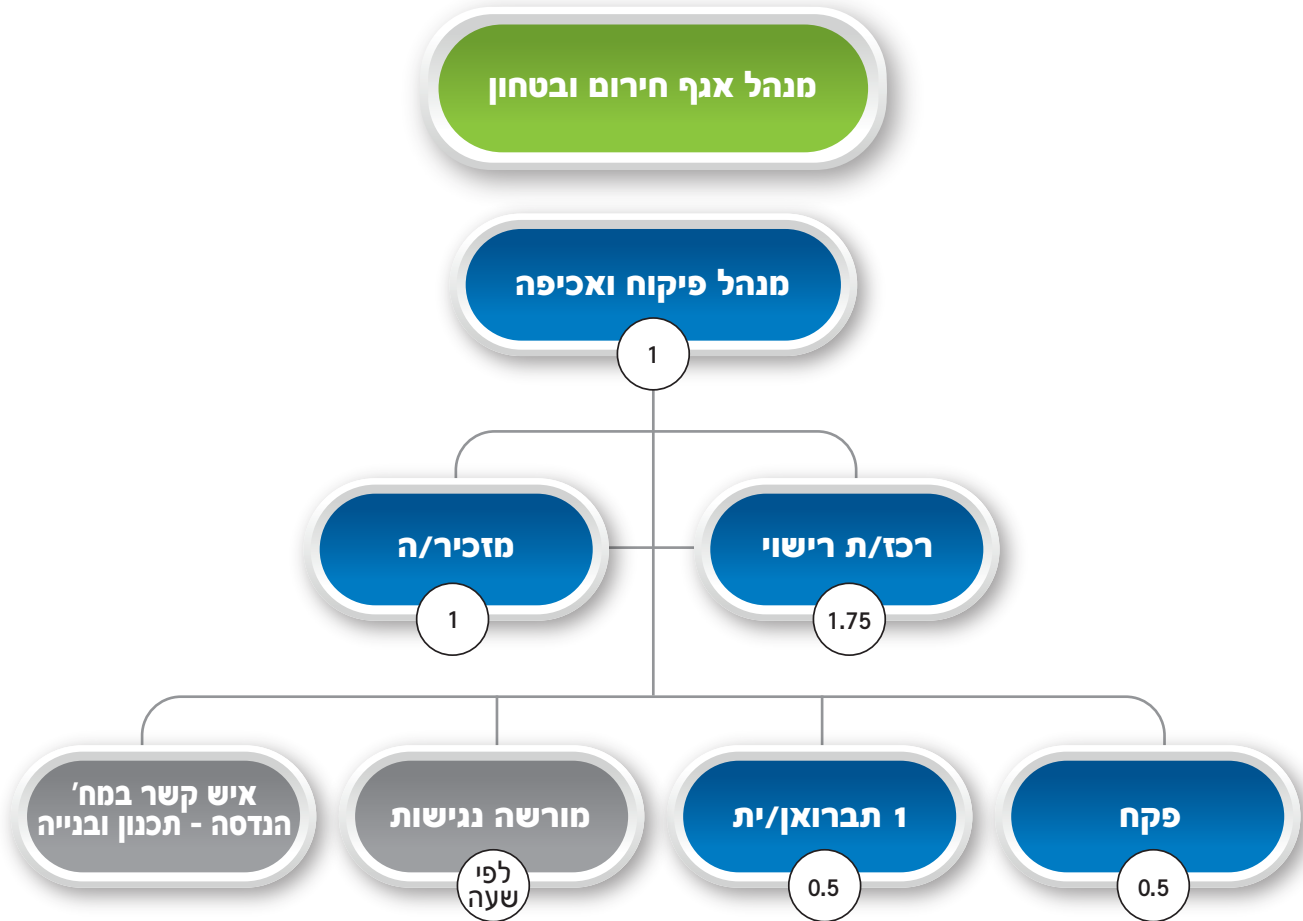 מנהל אגף חירום ובטחון
מנהל פיקוח ואכיפה
1
רכז/ת רישוי
1.75
מזכיר/ה
1
פקח
0.5
1 תברואן/ית
0.5
מורשה נגישות
לפי
שעה
איש קשר במח'
הנדסה - תכנון ובנייה